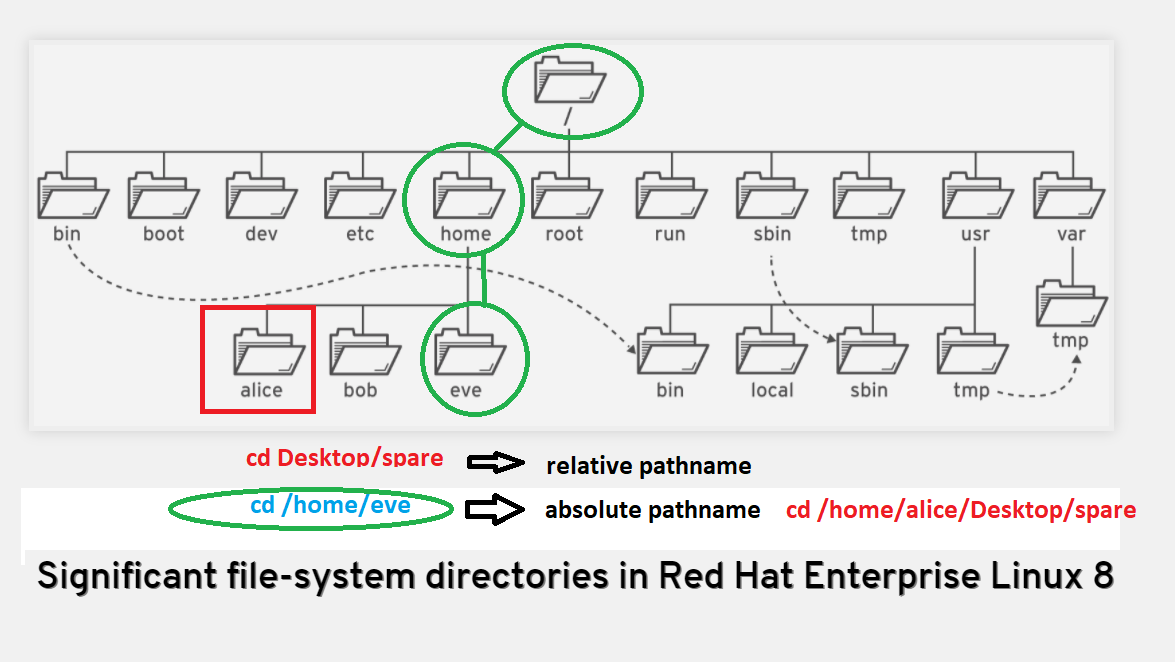 /
bin boot dev etc home root run sbin tmp usr var
tmp
alice bob eve bin local sbin tmp
cd Desktop/spare relative pathname
cd /home/eve absolute pathname cd /home/alice/Desktop/spare
Significant file-system directories in Red Hat Enterprise Linux 8